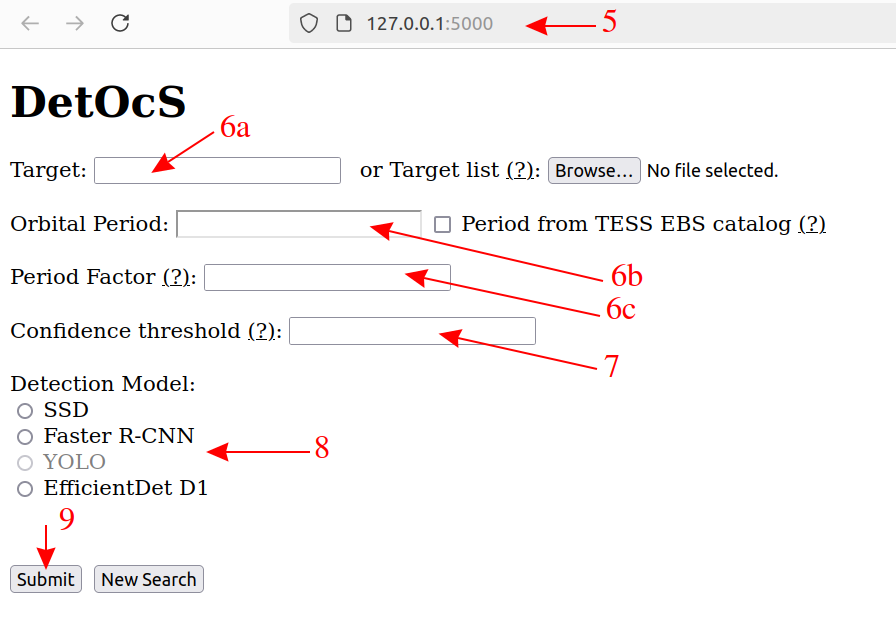 127.0.0.1:5000 5
DetOcS
6a
Target: or Target list (?): Browse... No file selected.
Orbital Period: Period from TESS EBS catalog (?)
6b
Period Factor (?):
6c
Confidence threshold (?):
7
Detection Model:
SSD
Faster R-CNN
8
YOLO
EfficientDet D1
9
Submit New Search